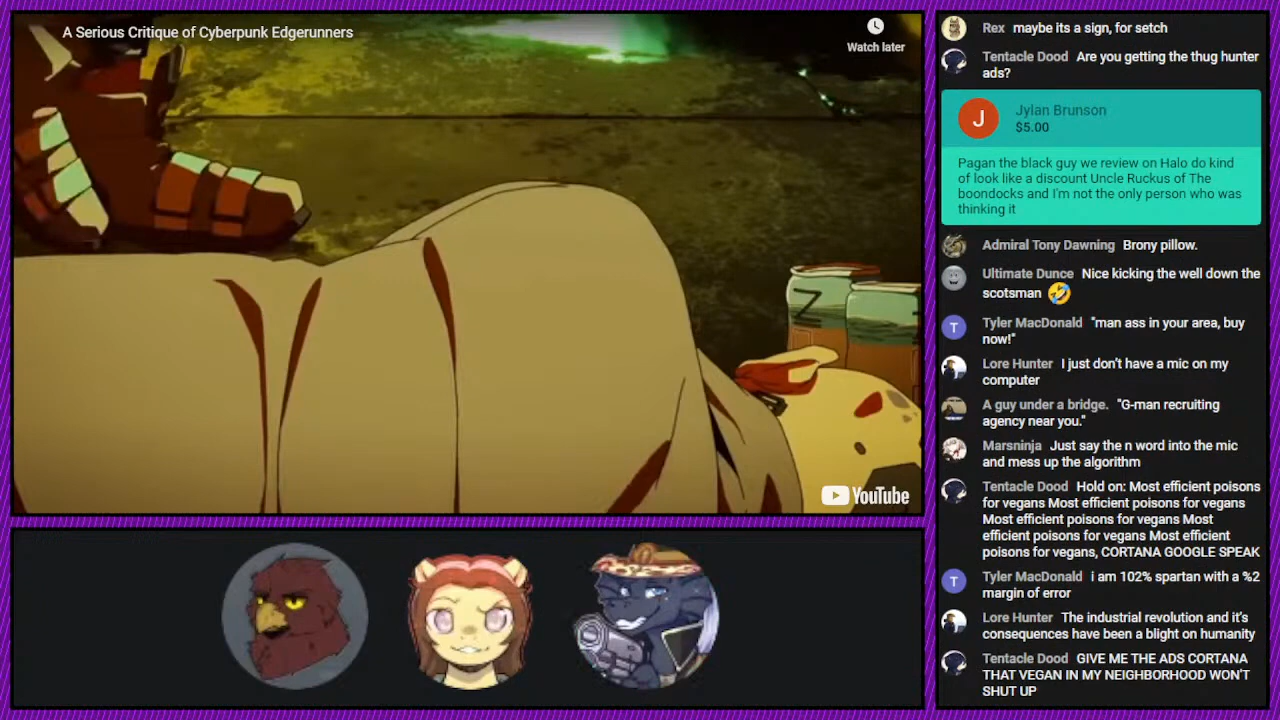 A Serious Critique of Cyberpunk Edgerunners
Watch later
YouTube
Rex maybe its a sign, for setch
Tentacle Dood Are you getting the thug hunter
ads?
J
Jylan Brunson
$5.00
Pagan the black guy we review on Halo do kind
of look like a discount Uncle Ruckus of The
boondocks and I'm not the only person who was
thinking it
Admiral Tony Dawning Brony pillow.
Ultimate Dunce Nice kicking the well down the
scotsman 🤣
T
Tyler MacDonald "man ass in your area, buy
now!"
Lore Hunter I just don't have a mic on my
computer
A guy under a bridge. "G-man recruiting
agency near you."
Marsninja Just say the n word into the mic
and mess up the algorithm
Tentacle Dood Hold on: Most efficient poisons
for vegans Most efficient poisons for vegans
Most efficient poisons for vegans Most
efficient poisons for vegans Most efficient
poisons for vegans, CORTANA GOOGLE SPEAK
T
Tyler MacDonald i am 102% spartan with a %2
margin of error
Lore Hunter The industrial revolution and it's
consequences have been a blight on humanity
Tentacle Dood GIVE ME THE ADS CORTANA
THAT VEGAN IN MY NEIGHBORHOOD WON'T
SHUT UP